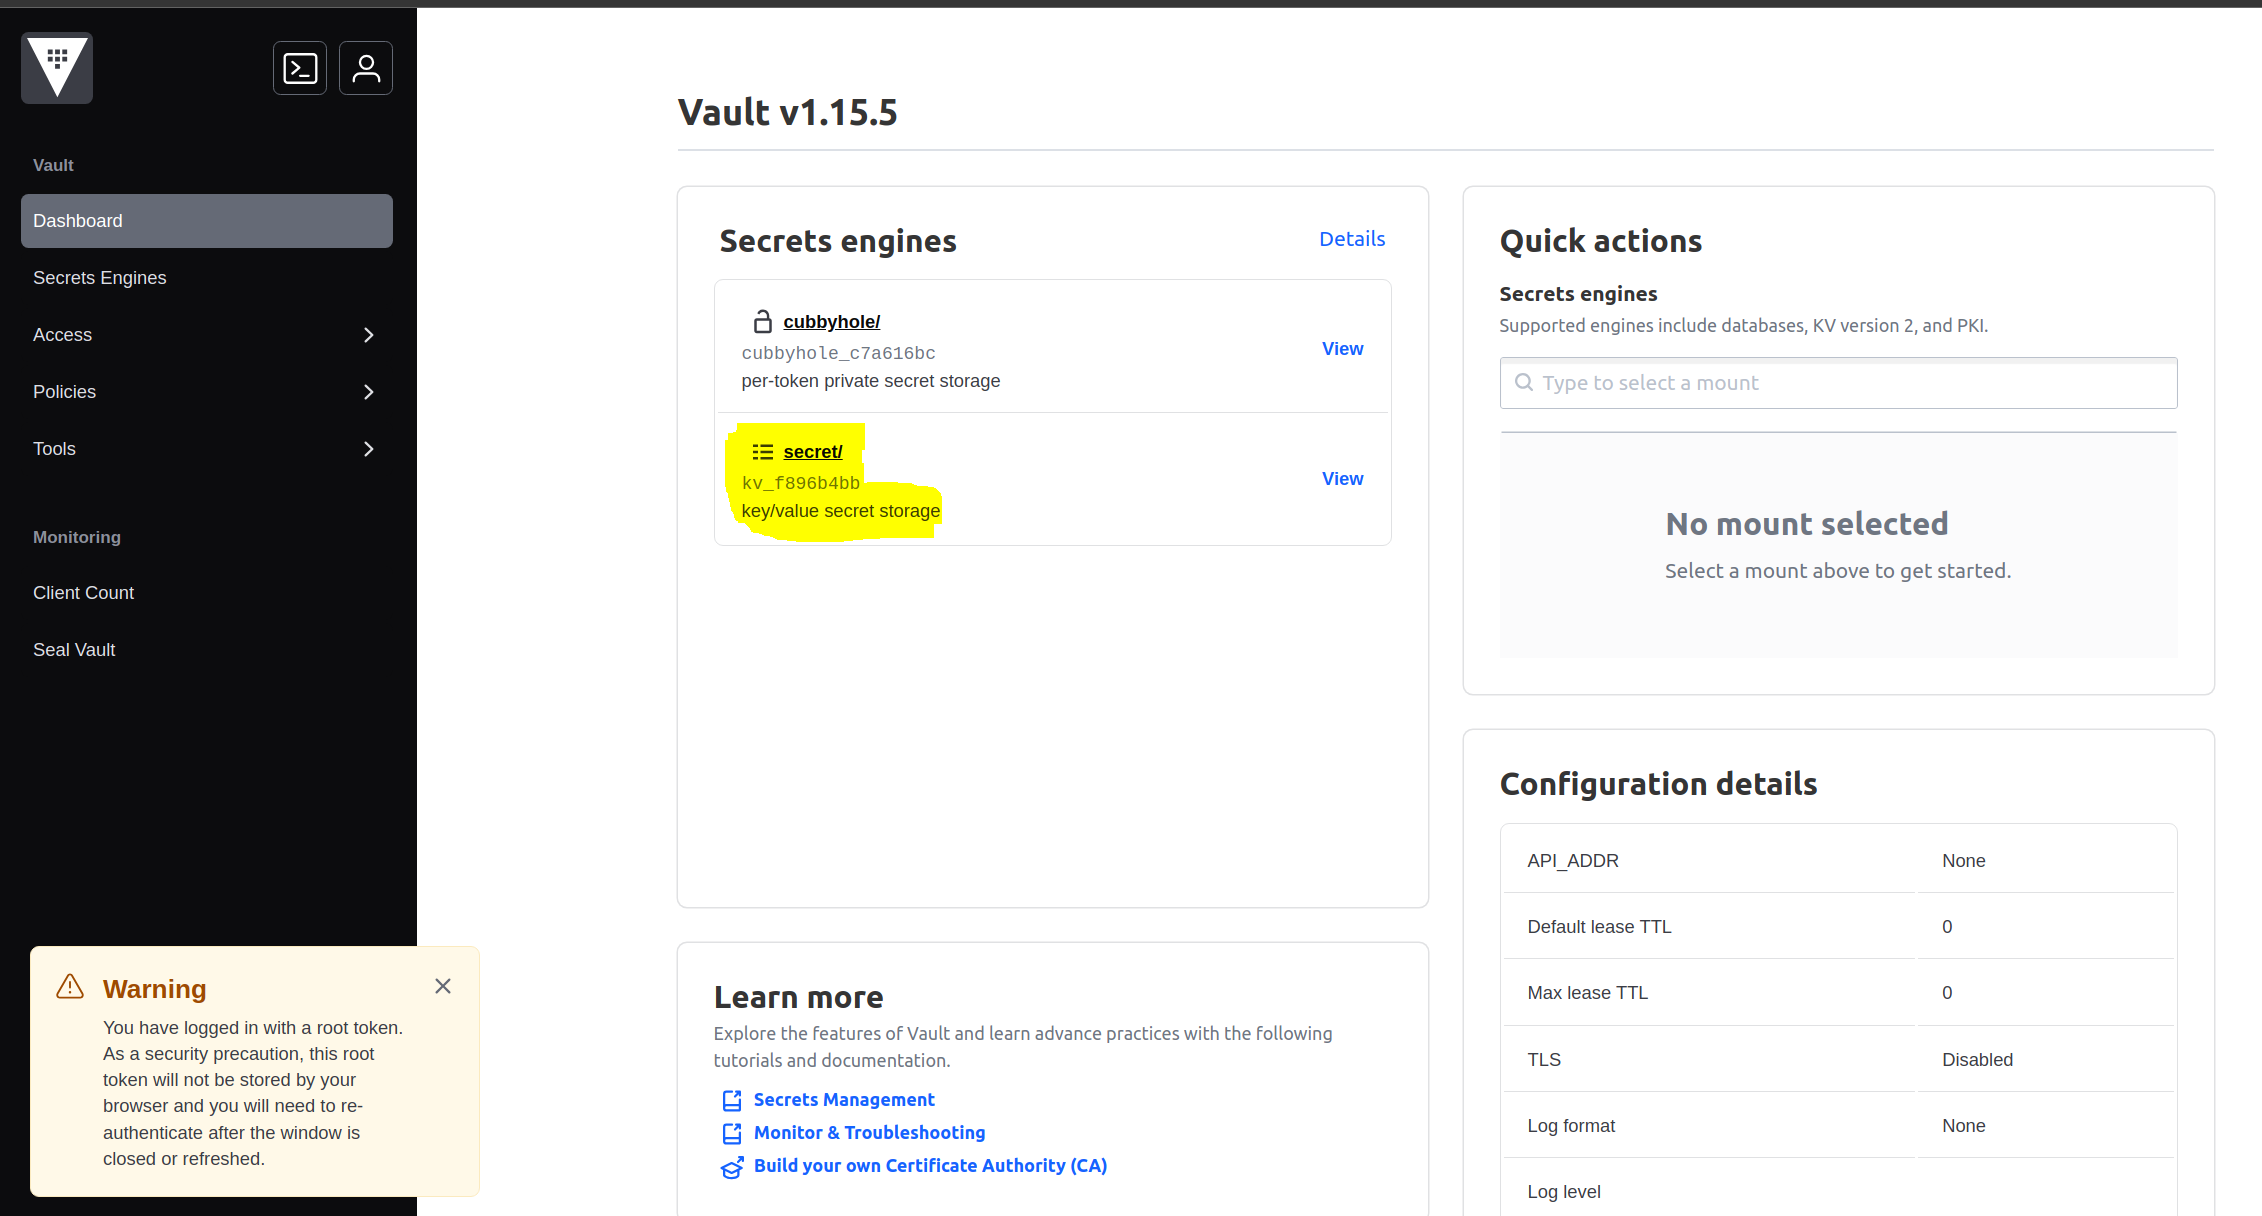 Vault
Dashboard
Secrets Engines
Access
Policies
Tools
Monitoring
Client Count
Seal Vault
Warning
You have logged in with a root token.
As a security precaution, this root
token will not be stored by your
browser and you will need to re-
authenticate after the window is
closed or refreshed.
Vault v1.15.5
Secrets engines
Details
cubbyhole/
cubbyhole_c7a616bc
per-token private secret storage
View
secret/
kv_f896b4bb
key/value secret storage
View
Learn more
Explore the features of Vault and learn advance practices with the following
tutorials and documentation.
Secrets Management
Monitor & Troubleshooting
Build your own Certificate Authority (CA)
Quick actions
Secrets engines
Supported engines include databases, KV version 2, and PKI.
Type to select a mount
No mount selected
Select a mount above to get started.
Configuration details
API_ADDR None
Default lease TTL 0
Max lease TTL 0
TLS Disabled
Log format None
Log level